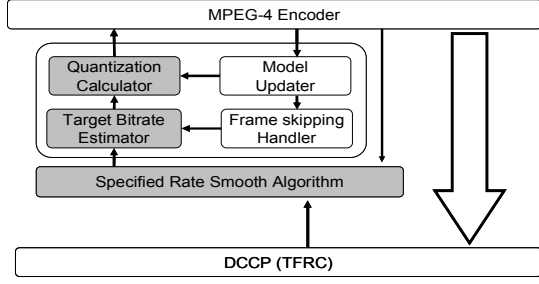 MPEG-4 Encoder
Quantization
Calculator
Model
Updater
Target Bitrate
Estimator
Frame skipping
Handler
Specified Rate Smooth Algorithm
DCCP (TFRC)